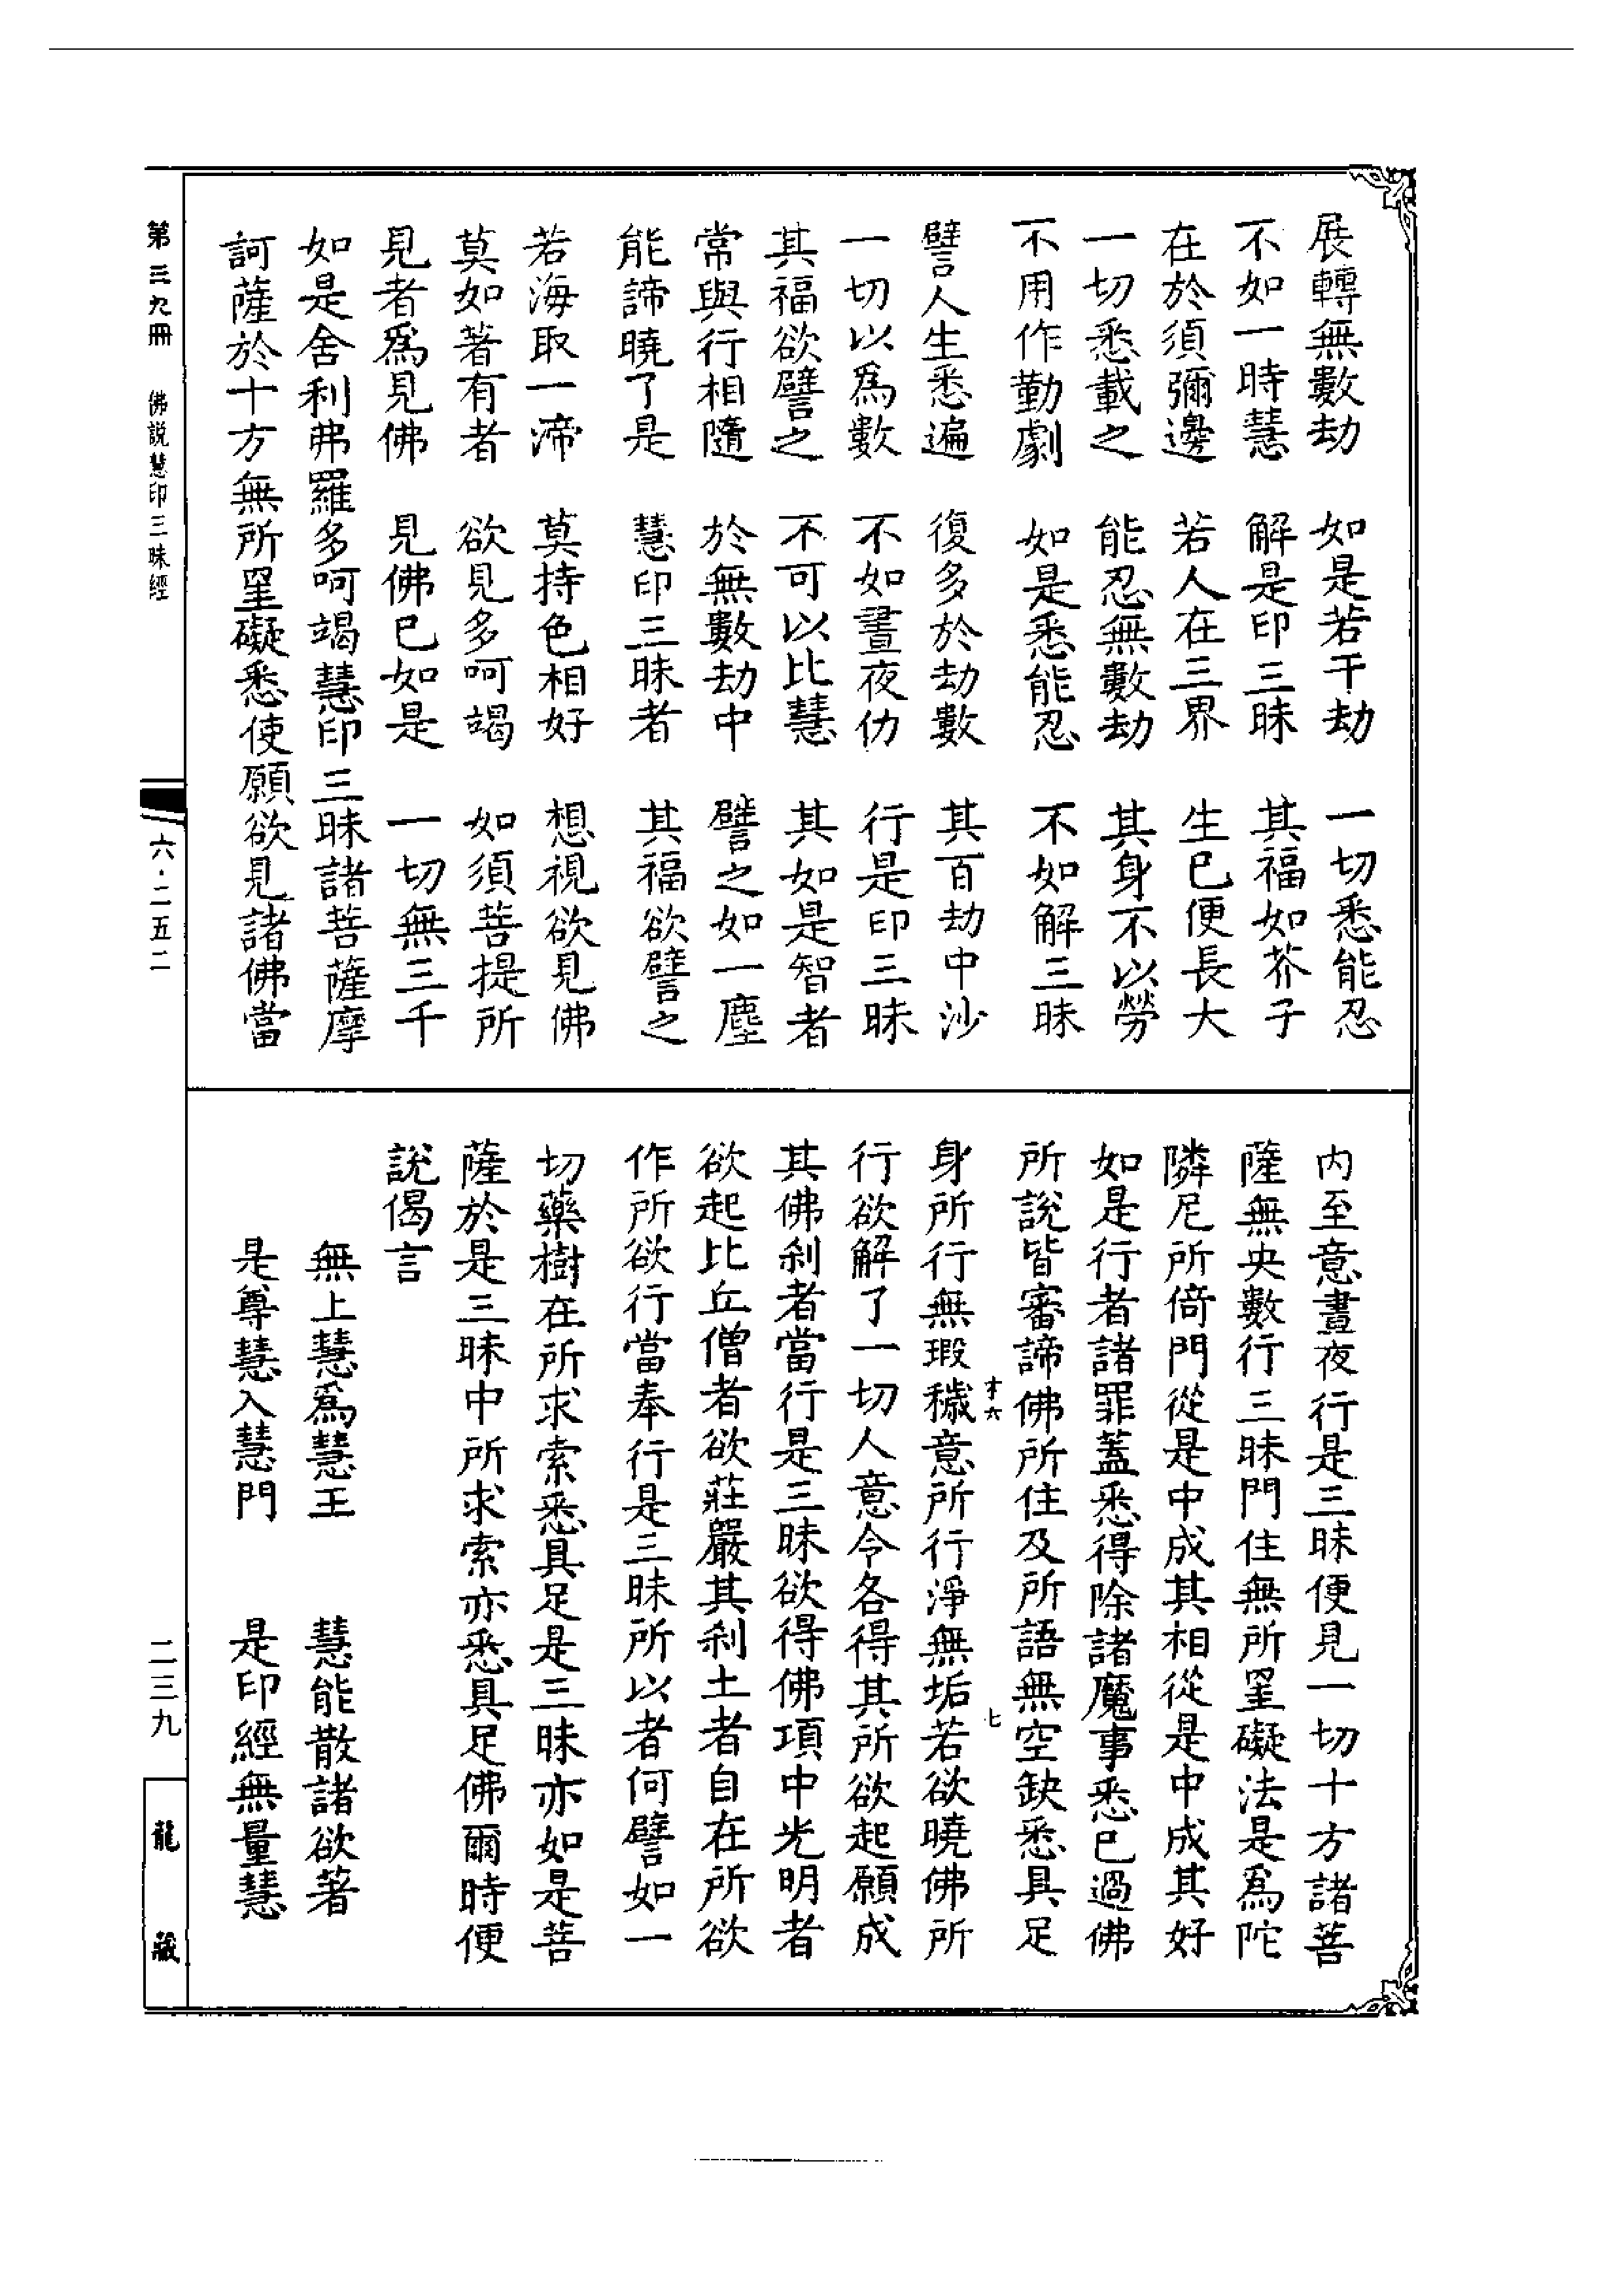 展轉無數劫　如是若干劫　一切悉能忍
不如一時慧　解是印三昧　其福如芥子
在於須彌邊　若人在三界　生已便長大
一切悉載之　能忍無數劫　其身不以勞
不用作勤劇　如是悉能忍　不如解三昧
譬人生悉遍　復多於劫數　其百劫中沙
一切以爲數　不如晝夜仂　行是印三昧
其福欲譬之　不可以比慧　其如是智者
常與行相隨　於無數劫中　譬之如一塵
能諦曉了是　慧印三昧者　其福欲譬之
若海取一渧　莫持色相好　想視欲見佛
莫如著有者　欲見多呵竭　如須菩提所
見者爲見佛　見佛已如是　一切無三千
如是舍利弗羅多呵竭慧印三昧諸菩薩摩
訶薩於十方無所罣礙悉使願欲見諸佛當
内至意晝夜行是三昧便見一切十方諸菩
薩無央數行三昧門住無所罣礙法是爲陀
隣尼所倚門從是中成其相從是中成其好
如是行者諸罪蓋悉得除諸魔事悉已過佛
所說皆審諦佛所住及所語無空缺悉具足
身所行無瑕穢意所行淨無垢若欲曉佛所
才六　七
行欲解了一切人意令各得其所欲起願成
其佛刹者當行是三昧欲得佛項中光明者
欲起比丘僧者欲莊嚴其刹土者自在所欲
作所欲行當奉行是三昧所以者何譬如一
切藥樹在所求索悉具足是三昧亦如是菩
薩於是三昧中所求索亦悉具足佛爾時便
說偈言
無上慧爲慧王　慧能散諸欲著
是尊慧入慧門　是印經無量慧
第三九冊　佛説慧印三昧經　六·二五二　二三九　龍藏